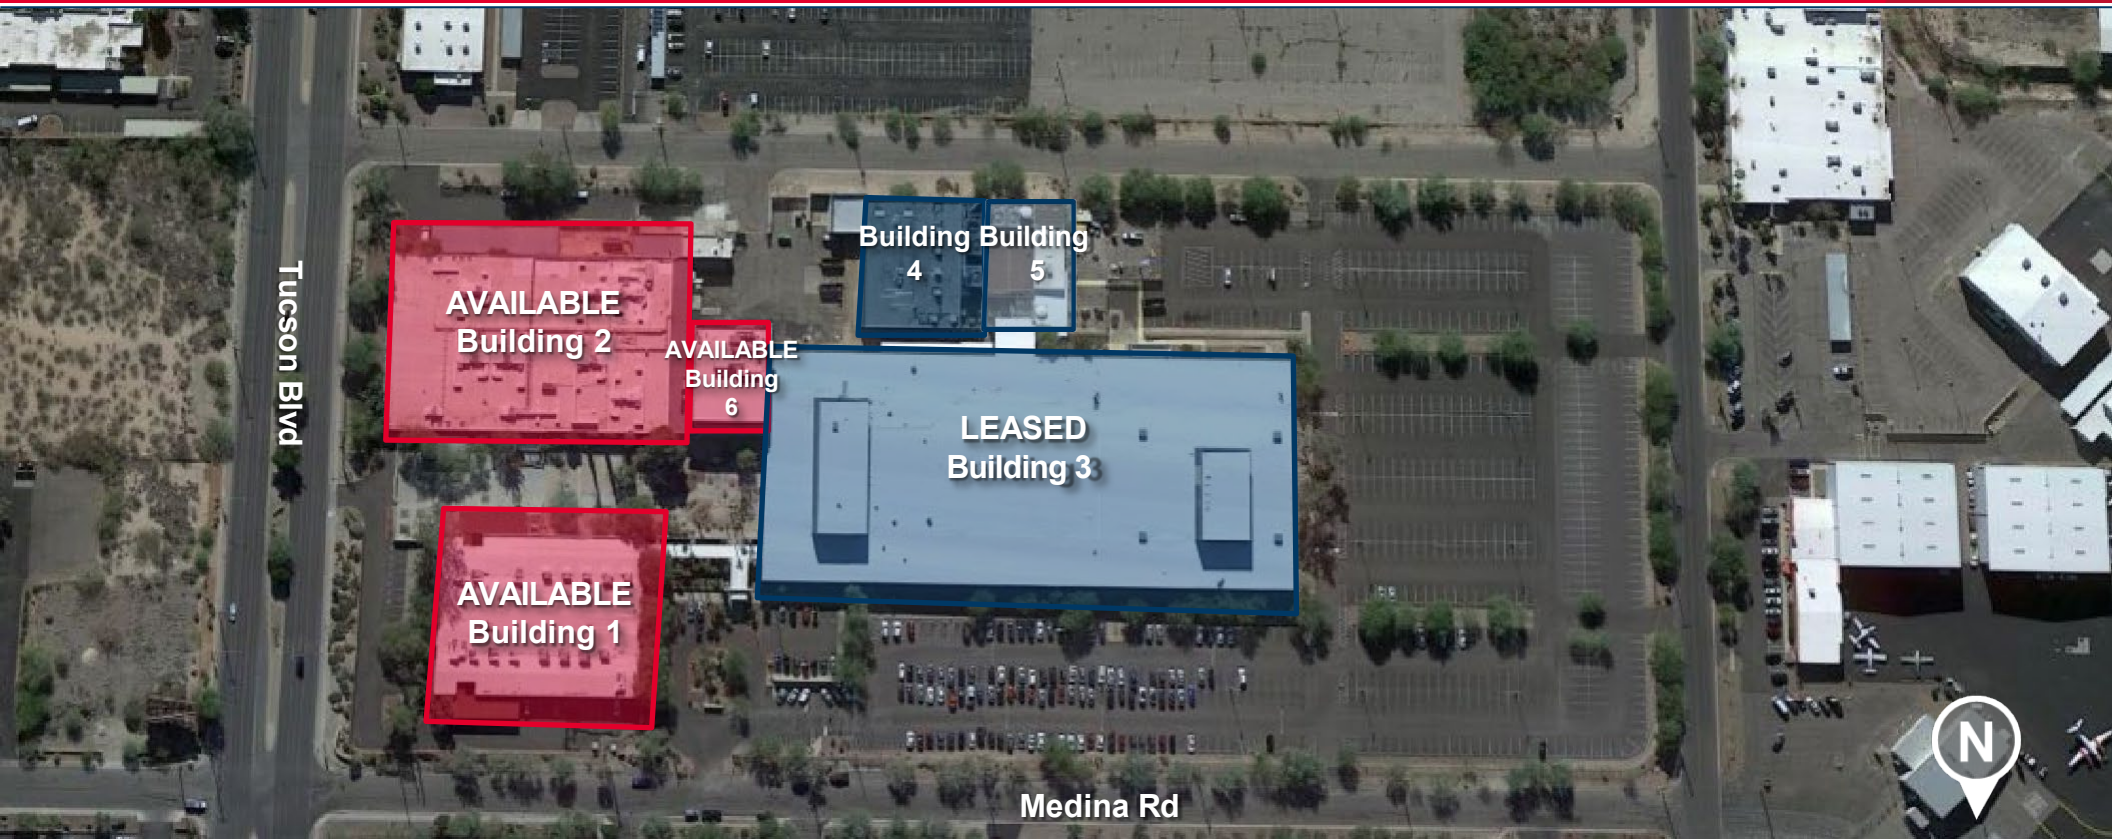 Building
4
Building
5
AVAILABLE
Building 2
AVAILABLE
Building
6
Tucson Blvd
LEASED
Building 3
AVAILABLE
Building 1
Medina Rd
N